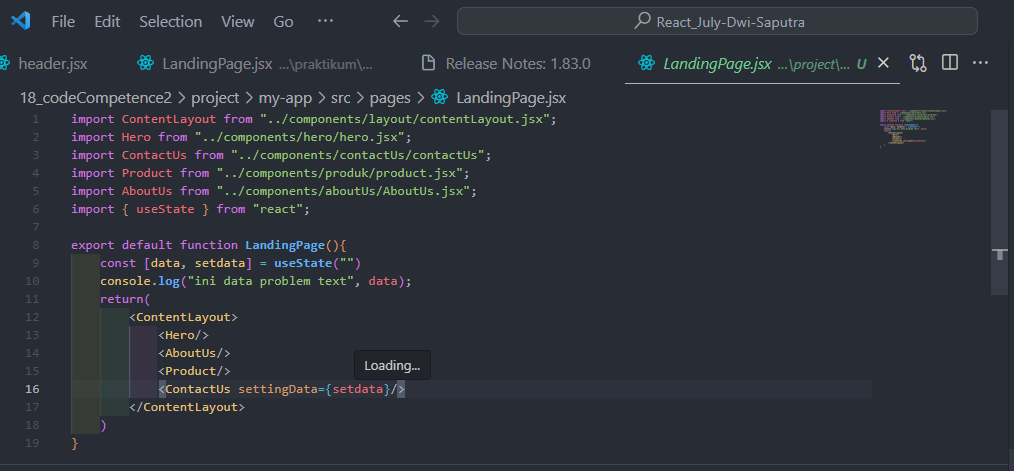 File Edit Selection View Go ··· React_July-Dwi-Saputra
header.jsx LandingPage.jsx ...\praktikum\... Release Notes: 1.83.0 LandingPage.jsx ...\project\... U
18_codeCompetence2 > project > my-app > src > pages > LandingPage.jsx
1 import ContentLayout from "../components/layout/contentLayout.jsx";
2 import Hero from "../components/hero/hero.jsx";
3 import ContactUs from "../components/contactUs/contactUs";
4 import Product from "../components/produk/product.jsx";
5 import AboutUs from "../components/aboutUs/AboutUs.jsx";
6 import { useState } from "react";
7
8 export default function LandingPage(){
9 const [data, setdata] = useState("")
10 console.log("ini data problem text", data);
11 return(
12 <ContentLayout>
13 <Hero/>
14 <AboutUs/>
15 <Product/>
Loading...
16 <ContactUs settingData={setdata}/>
17 </ContentLayout>
18 )
19 }